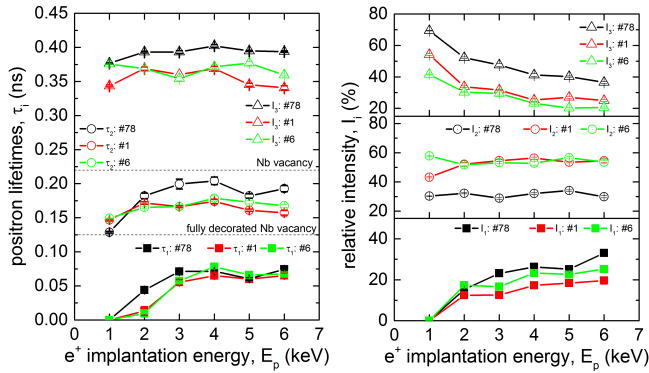 positron lifetimes, τᵢ (ns)
0.45
0.40
0.35
0.30
0.25
0.20
0.15
0.10
0.05
0.00
I₃: #78
I₃: #1
I₃: #6
τ₂: #78
τ₂: #1
τ₂: #6
Nb vacancy
fully decorated Nb vacancy
τ₁: #78 τ₁: #1 τ₁: #6
0 1 2 3 4 5 6 7
e⁺ implantation energy, Eₚ (keV)
relative intensity, Iᵢ (%)
80
60
40
20
I₃: #78
I₃: #1
I₃: #6
80
60
40
20
I₂: #78 I₂: #1 I₂: #6
40
20
0
I₁: #78 I₁: #1 I₁: #6
0 1 2 3 4 5 6 7
e⁺ implantation energy, Eₚ (keV)